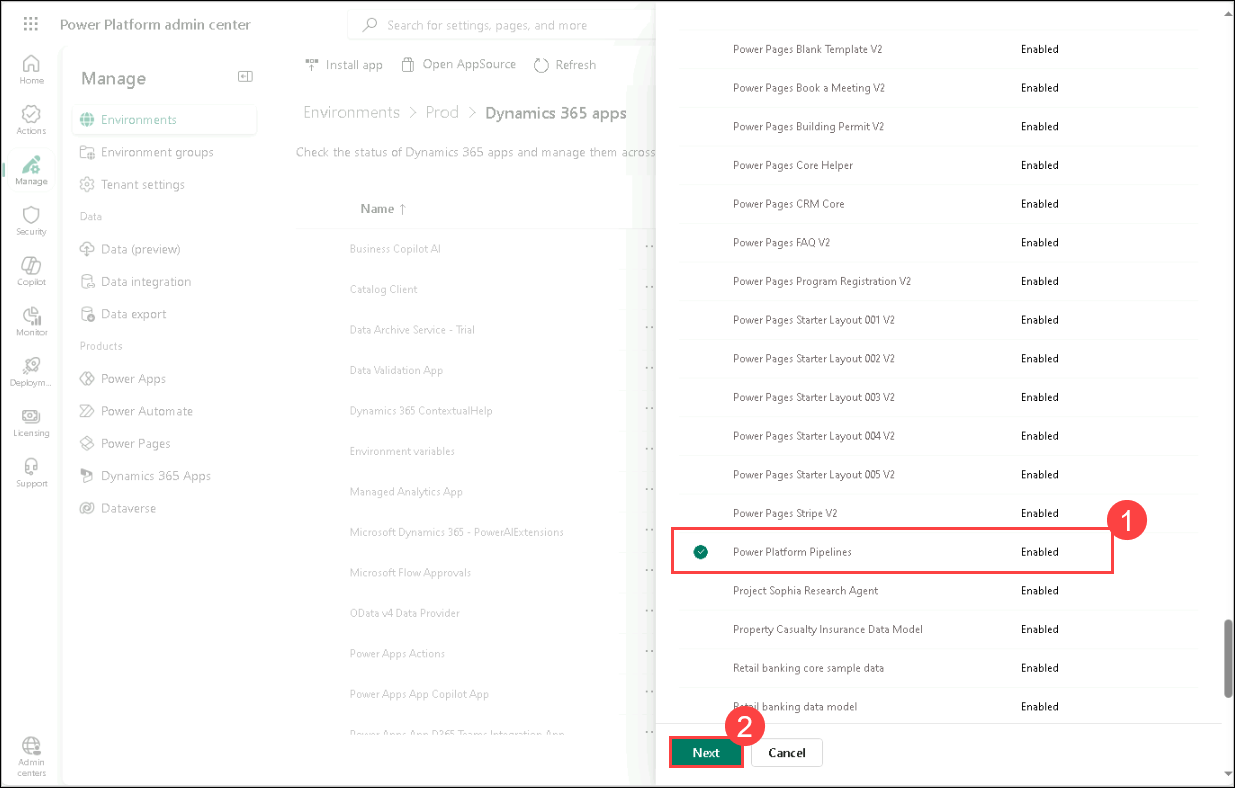 Power Platform admin center
Search for settings, pages, and more
Home
Actions
Manage
Security
Copilot
Monitor
Deploym...
Licensing
Support
Admin
centers
Manage
Environments
Environment groups
Tenant settings
Data
Data (preview)
Data integration
Data export
Products
Power Apps
Power Automate
Power Pages
Dynamics 365 Apps
Dataverse
Install app
Open AppSource
Refresh
Environments > Prod > Dynamics 365 apps
Check the status of Dynamics 365 apps and manage them across
Name ↑
Business Copilot AI
Catalog Client
Data Archive Service - Trial
Data Validation App
Dynamics 365 ContextualHelp
Environment variables
Managed Analytics App
Microsoft Dynamics 365 - PowerAIExtensions
Microsoft Flow Approvals
OData v4 Data Provider
Power Apps Actions
Power Apps App Copilot App
Power Apps App D365 Teams Integration App
Power Pages Blank Template V2 Enabled
Power Pages Book a Meeting V2 Enabled
Power Pages Building Permit V2 Enabled
Power Pages Core Helper Enabled
Power Pages CRM Core Enabled
Power Pages FAQ V2 Enabled
Power Pages Program Registration V2 Enabled
Power Pages Starter Layout 001 V2 Enabled
Power Pages Starter Layout 002 V2 Enabled
Power Pages Starter Layout 003 V2 Enabled
Power Pages Starter Layout 004 V2 Enabled
Power Pages Starter Layout 005 V2 Enabled
Power Pages Stripe V2 Enabled
1
Power Platform Pipelines Enabled
Project Sophia Research Agent Enabled
Property Casualty Insurance Data Model Enabled
Retail banking core sample data Enabled
Retail banking data model Enabled
2
Next
Cancel